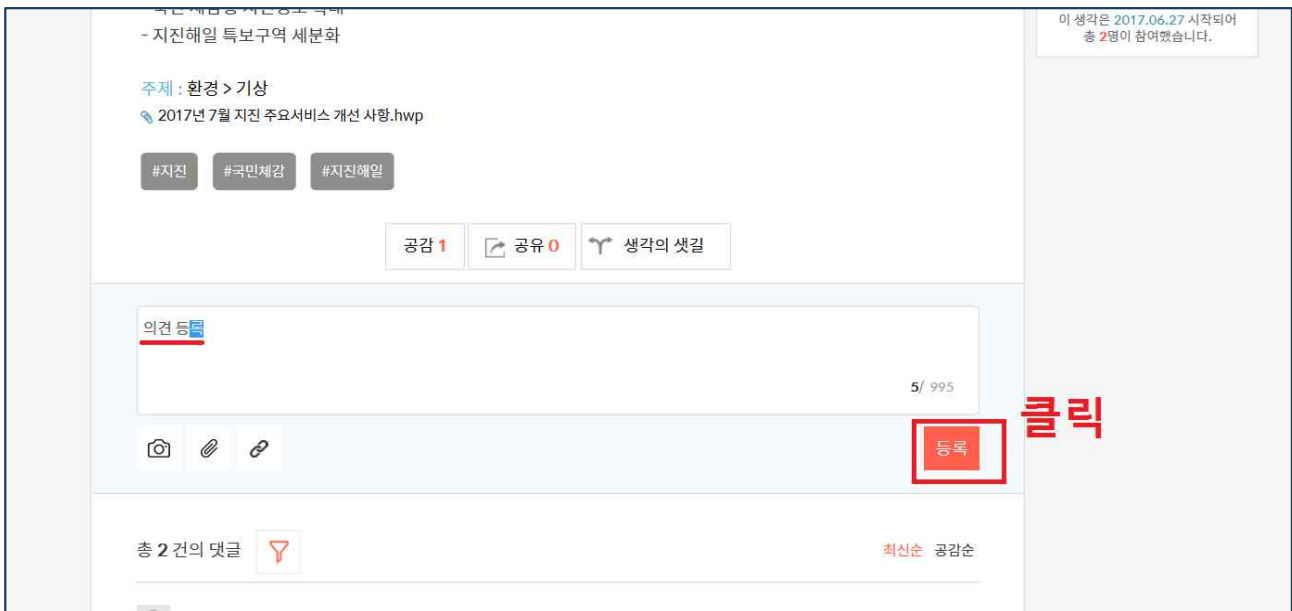 이 생각은 2017.06.27 시작되어
총 2명이 참여했습니다.
- 지진해일 특보구역 세분화
주제 : 환경 > 기상
2017년 7월 지진 주요서비스 개선 사항.hwp
#지진 #국민체감 #지진해일
공감 1 공유 0 생각의 샛길
의견 등록
5/ 995
클릭
등록
총 2 건의 댓글 최신순 공감순